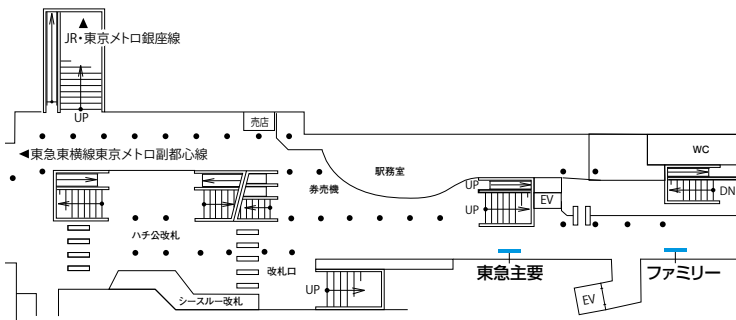 ▲
JR・東京メトロ銀座線
UP
売店
◀東急東横線東京メトロ副都心線
駅務室
WC
券売機
UP
UP
EV
DN
ハチ公改札
改札口
シースルー改札
UP
東急主要
ファミリー
EV